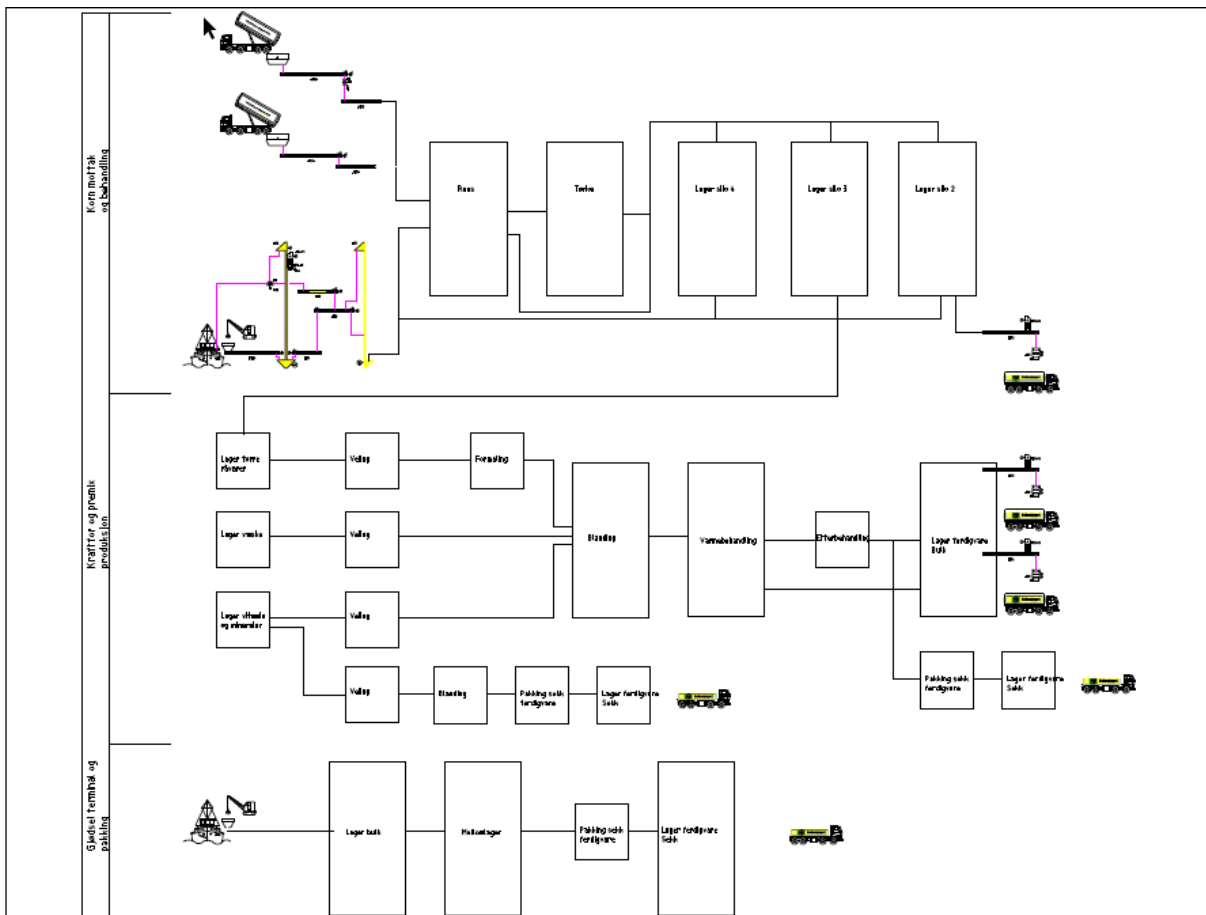 Korn mottak
og behandling
Rens
Tørke
Lager silo 4
Lager silo 3
Lager silo 2
Kraftfor og premix
produksjon
Lager tørre
råvarer
Veiing
Formaling
Lager væske
Veiing
Blanding
Varmebehandling
Etterbehandling
Lager ferdigvare
Bulk
Lager vitamin
og mineraler
Veiing
Veiing
Blanding
Pakking sekk
ferdigvare
Lager ferdigvare
Sekk
Pakking sekk
ferdigvare
Lager ferdigvare
Sekk
Gjødsel terminal og
pakking
Lager bulk
Mellomlager
Pakking sekk
ferdigvare
Lager ferdigvare
Sekk